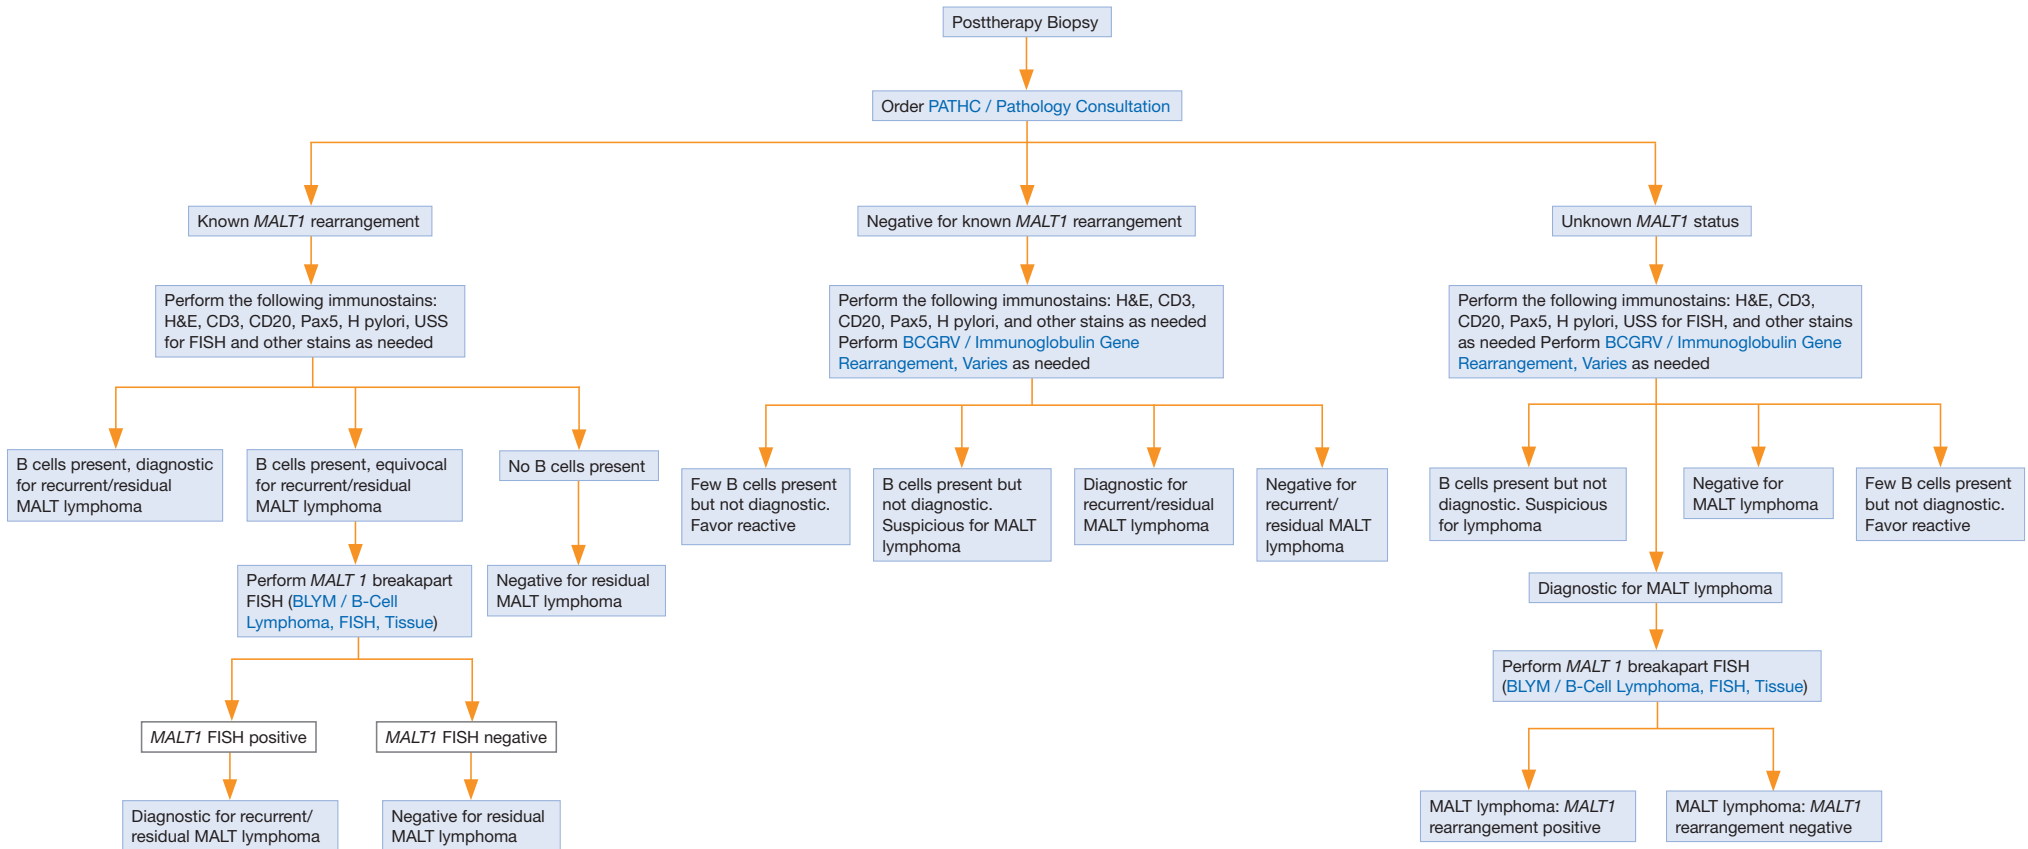 Posttherapy Biopsy
Order PATHC / Pathology Consultation
Known MALT1 rearrangement
Negative for known MALT1 rearrangement
Unknown MALT1 status
Perform the following immunostains:
H&E, CD3, CD20, Pax5, H pylori, USS
for FISH and other stains as needed
Perform the following immunostains: H&E, CD3,
CD20, Pax5, H pylori, and other stains as needed
Perform BCGRV / Immunoglobulin Gene
Rearrangement, Varies as needed
Perform the following immunostains: H&E, CD3,
CD20, Pax5, H pylori, USS for FISH, and other stains
as needed Perform BCGRV / Immunoglobulin Gene
Rearrangement, Varies as needed
B cells present, diagnostic
for recurrent/residual
MALT lymphoma
B cells present, equivocal
for recurrent/residual
MALT lymphoma
No B cells present
Few B cells present
but not diagnostic.
Favor reactive
B cells present but
not diagnostic.
Suspicious for MALT
lymphoma
Diagnostic for
recurrent/residual
MALT lymphoma
Negative for
recurrent/
residual MALT
lymphoma
B cells present but not
diagnostic. Suspicious
for lymphoma
Negative for
MALT lymphoma
Few B cells present
but not diagnostic.
Favor reactive
Perform MALT 1 breakapart
FISH (BLYM / B-Cell
Lymphoma, FISH, Tissue)
Negative for residual
MALT lymphoma
Diagnostic for MALT lymphoma
Perform MALT 1 breakapart FISH
(BLYM / B-Cell Lymphoma, FISH, Tissue)
MALT1 FISH positive
MALT1 FISH negative
Diagnostic for recurrent/
residual MALT lymphoma
Negative for residual
MALT lymphoma
MALT lymphoma: MALT1
rearrangement positive
MALT lymphoma: MALT1
rearrangement negative